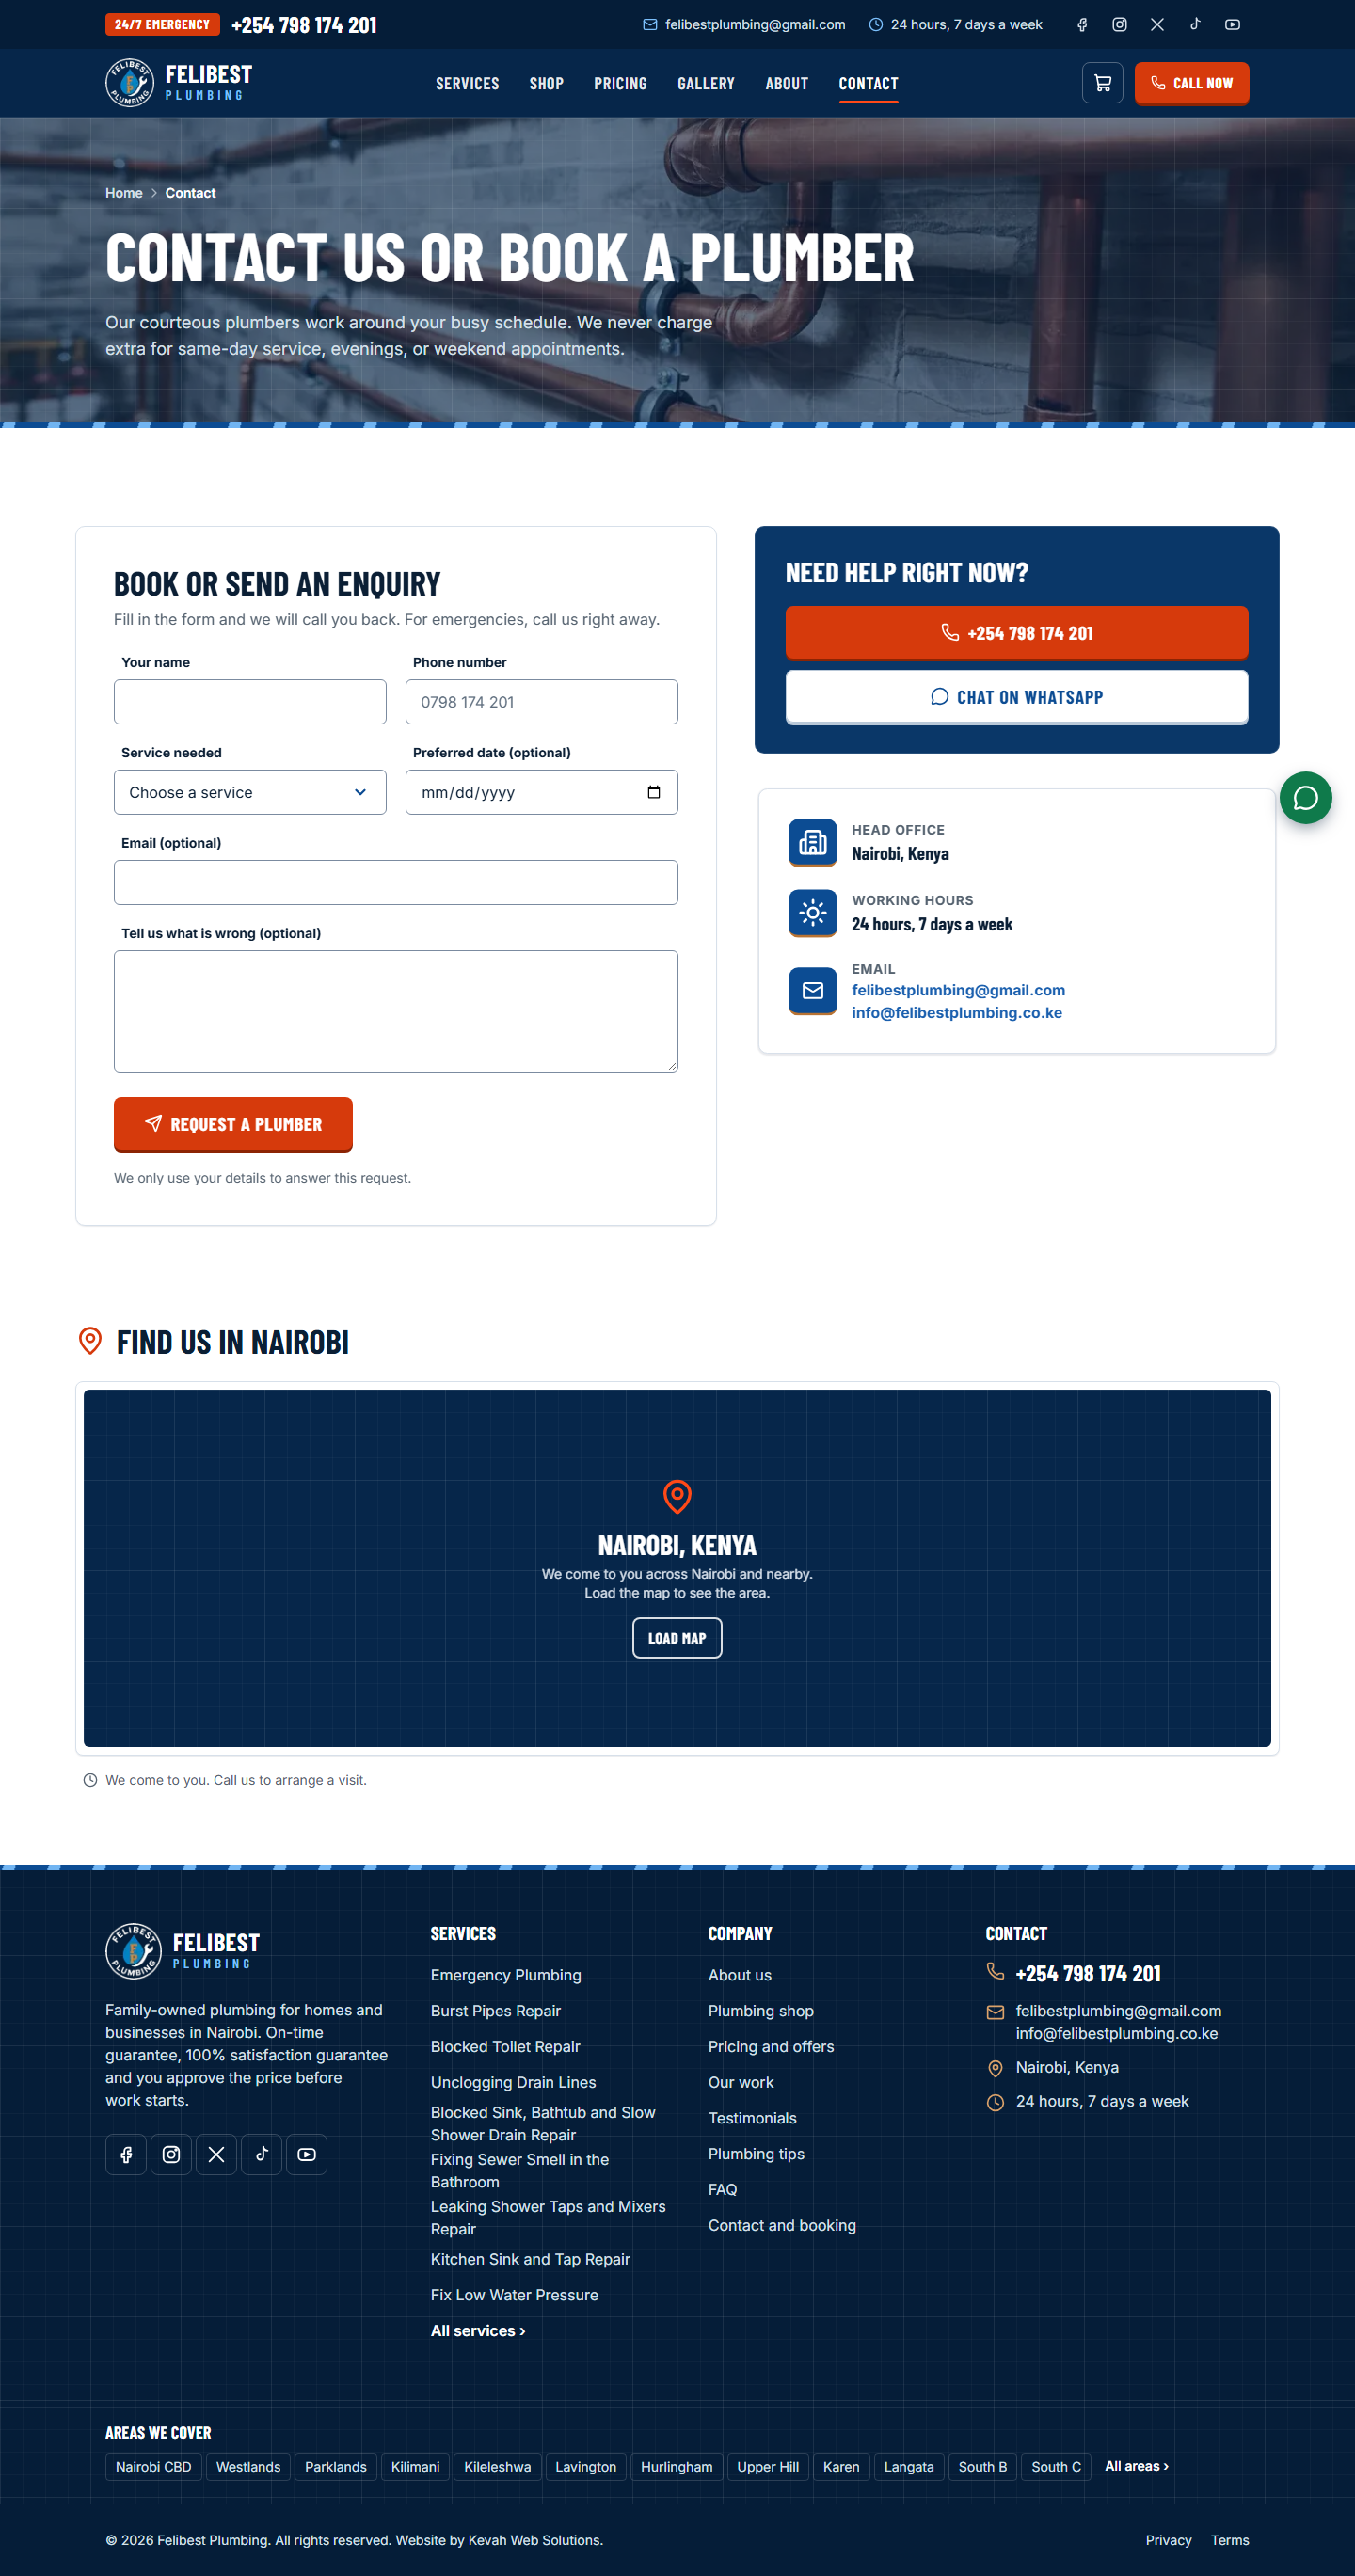 24/7 EMERGENCY +254 798 174 201
felibestplumbing@gmail.com
24 hours, 7 days a week
FELIBEST PLUMBING
FELIBEST
PLUMBING
SERVICES SHOP PRICING GALLERY ABOUT CONTACT
CALL NOW
Home > Contact
CONTACT US OR BOOK A PLUMBER
Our courteous plumbers work around your busy schedule. We never charge
extra for same-day service, evenings, or weekend appointments.
BOOK OR SEND AN ENQUIRY
Fill in the form and we will call you back. For emergencies, call us right away.
Your name
Phone number
0798 174 201
Service needed
Choose a service
Preferred date (optional)
mm/dd/yyyy
Email (optional)
Tell us what is wrong (optional)
REQUEST A PLUMBER
We only use your details to answer this request.
NEED HELP RIGHT NOW?
+254 798 174 201
CHAT ON WHATSAPP
HEAD OFFICE
Nairobi, Kenya
WORKING HOURS
24 hours, 7 days a week
EMAIL
felibestplumbing@gmail.com
info@felibestplumbing.co.ke
FIND US IN NAIROBI
NAIROBI, KENYA
We come to you across Nairobi and nearby.
Load the map to see the area.
LOAD MAP
We come to you. Call us to arrange a visit.
FELIBEST PLUMBING
FELIBEST
PLUMBING
Family-owned plumbing for homes and
businesses in Nairobi. On-time
guarantee, 100% satisfaction guarantee
and you approve the price before
work starts.
SERVICES
Emergency Plumbing
Burst Pipes Repair
Blocked Toilet Repair
Unclogging Drain Lines
Blocked Sink, Bathtub and Slow
Shower Drain Repair
Fixing Sewer Smell in the
Bathroom
Leaking Shower Taps and Mixers
Repair
Kitchen Sink and Tap Repair
Fix Low Water Pressure
All services ›
COMPANY
About us
Plumbing shop
Pricing and offers
Our work
Testimonials
Plumbing tips
FAQ
Contact and booking
CONTACT
+254 798 174 201
felibestplumbing@gmail.com
info@felibestplumbing.co.ke
Nairobi, Kenya
24 hours, 7 days a week
AREAS WE COVER
Nairobi CBD Westlands Parklands Kilimani Kileleshwa Lavington Hurlingham Upper Hill Karen Langata South B South C All areas ›
© 2026 Felibest Plumbing. All rights reserved. Website by Kevah Web Solutions.
Privacy Terms